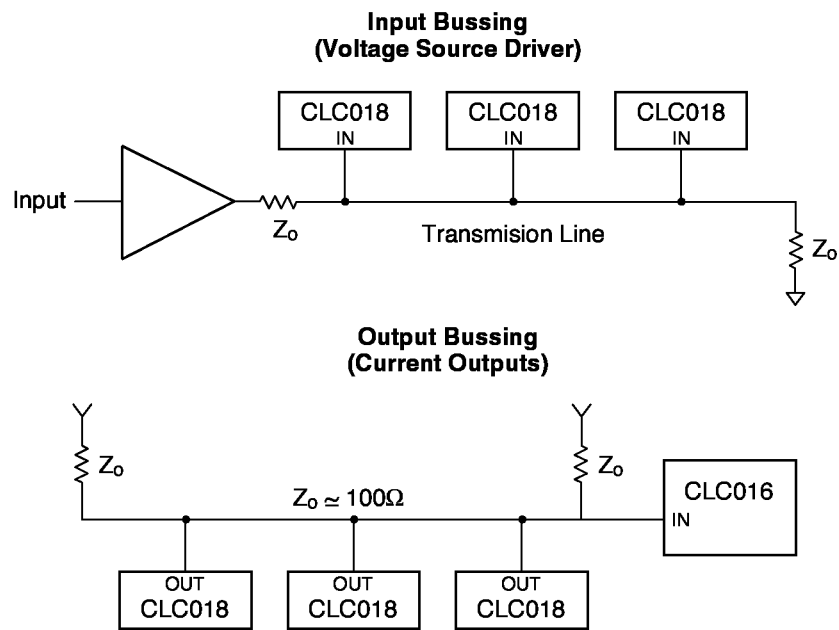 Input Bussing
(Voltage Source Driver)
CLC018
IN
CLC018
IN
CLC018
IN
Input
Zo
Transmision Line
Zo
Output Bussing
(Current Outputs)
Zo
Zo
Zo ≃ 100Ω
CLC016
IN
OUT
CLC018
OUT
CLC018
OUT
CLC018